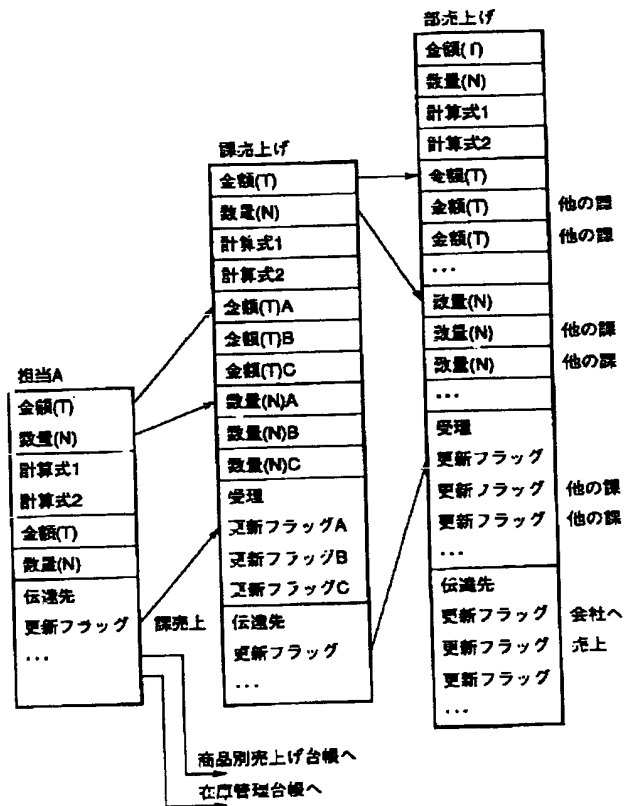 部売上げ
金額(T)
数量(N)
計算式1
計算式2
金額(T)
金額(T) 他の課
金額(T) 他の課
...
数量(N)
数量(N) 他の課
数量(N) 他の課
...
受理
更新フラッグ
更新フラッグ 他の課
更新フラッグ 他の課
...
伝達先
更新フラッグ 会社へ
更新フラッグ 売上
更新フラッグ
...
課売上げ
金額(T)
数量(N)
計算式1
計算式2
金額(T)A
金額(T)B
金額(T)C
数量(N)A
数量(N)B
数量(N)C
受理
更新フラッグA
更新フラッグB
更新フラッグC
伝達先
更新フラッグ
...
担当A
金額(T)
数量(N)
計算式1
計算式2
金額(T)
数量(N)
伝達先
更新フラッグ 課売上
...
商品別売上げ台帳へ
在庫管理台帳へ